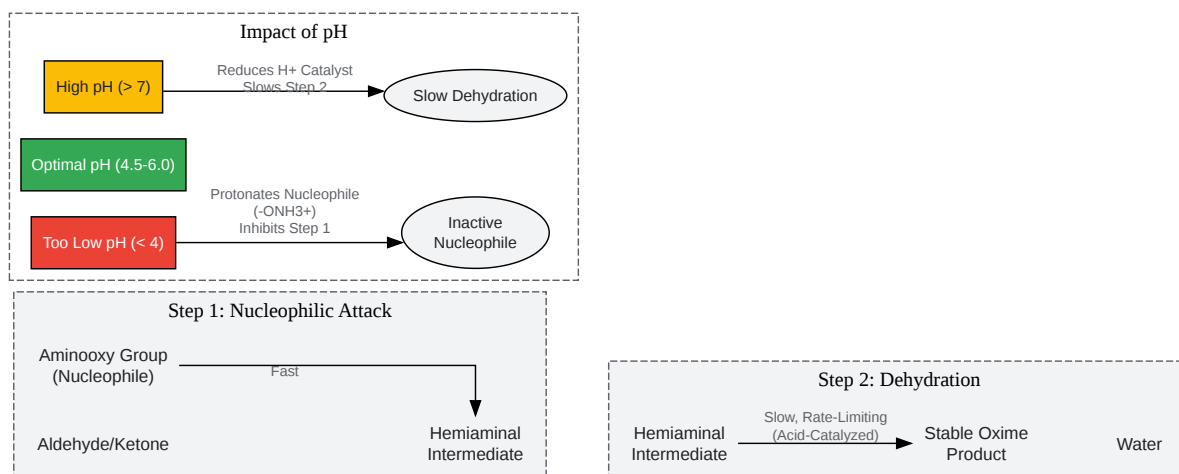 Impact of pH
High pH (> 7)
Reduces H+ Catalyst
Slows Step 2
Slow Dehydration
Optimal pH (4.5-6.0)
Too Low pH (< 4)
Protonates Nucleophile
(-ONH3+)
Inhibits Step 1
Inactive
Nucleophile
Step 1: Nucleophilic Attack
Aminooxy Group
(Nucleophile)
Fast
Aldehyde/Ketone
Hemiaminal
Intermediate
Step 2: Dehydration
Hemiaminal
Intermediate
Slow, Rate-Limiting
(Acid-Catalyzed)
Stable Oxime
Product
Water